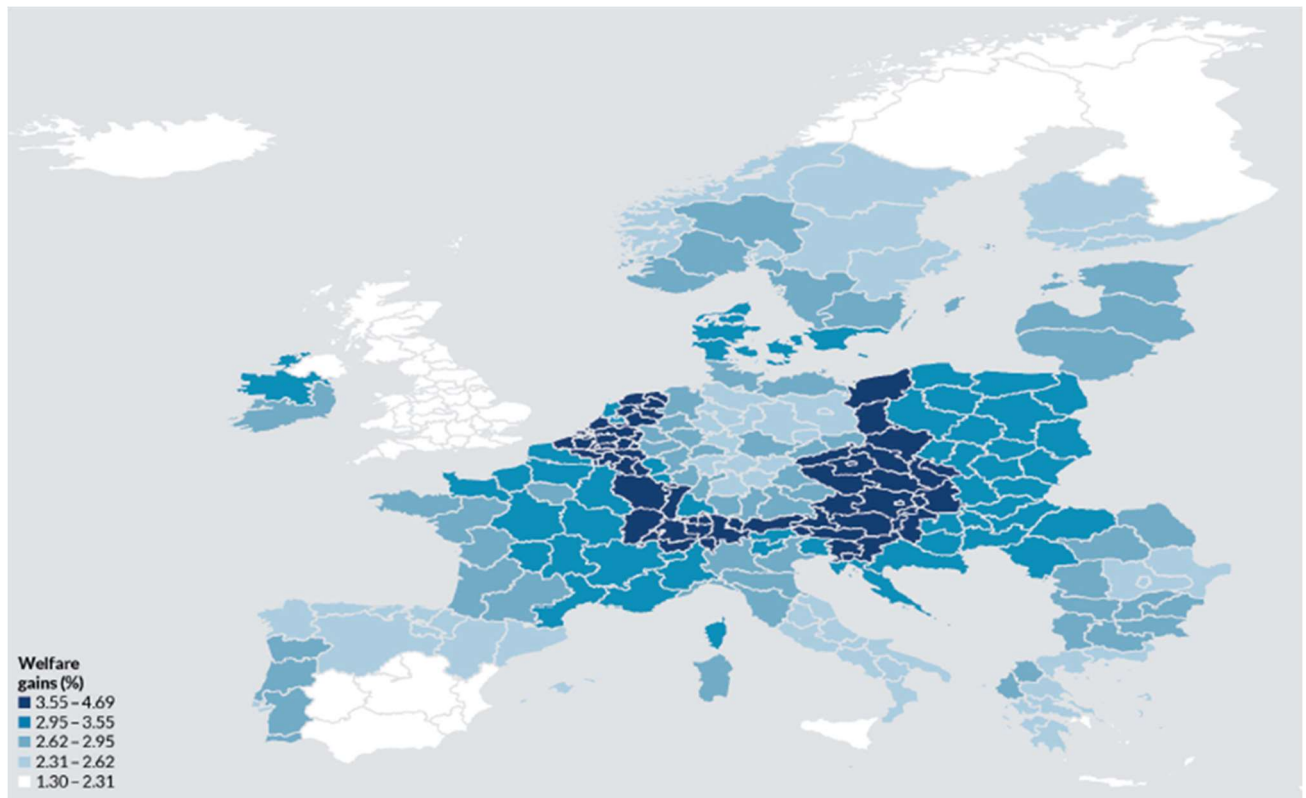 Welfare
gains (%)
3.55 – 4.69
2.95 – 3.55
2.62 – 2.95
2.31 – 2.62
1.30 – 2.31